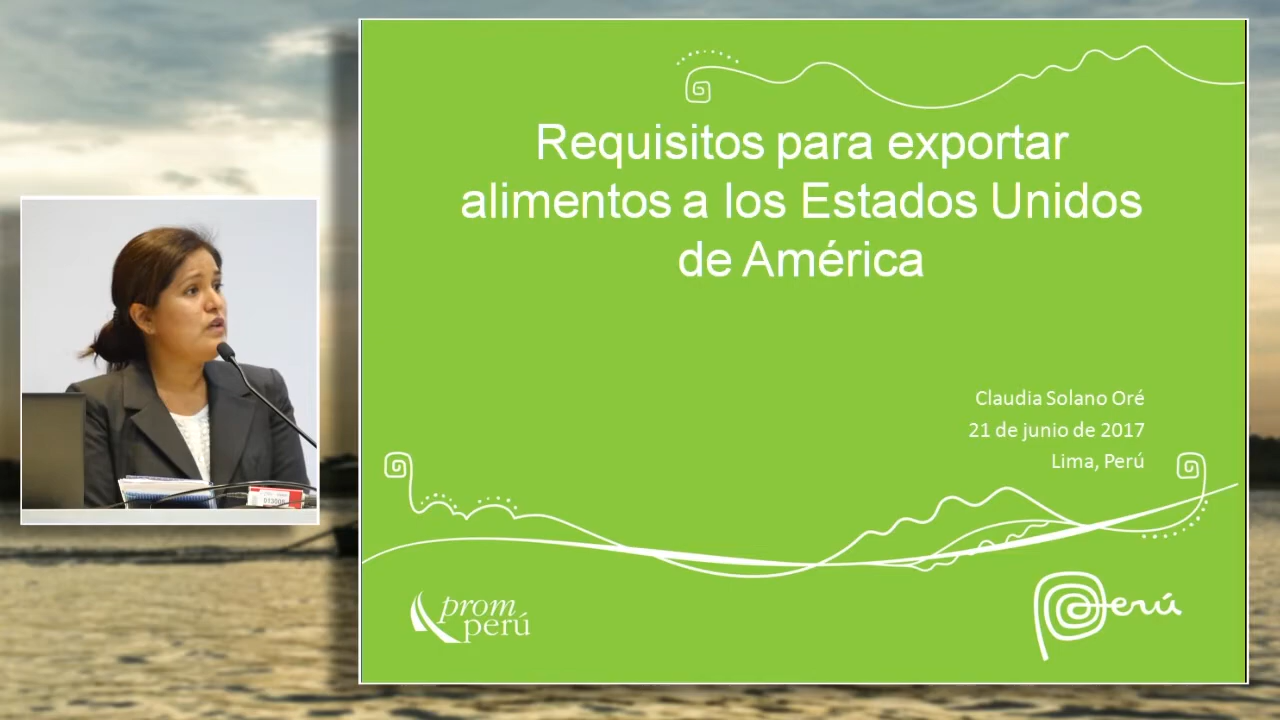 Requisitos para exportar
alimentos a los Estados Unidos
de América
Claudia Solano Oré
21 de junio de 2017
Lima, Perú
prom
perú
Perú